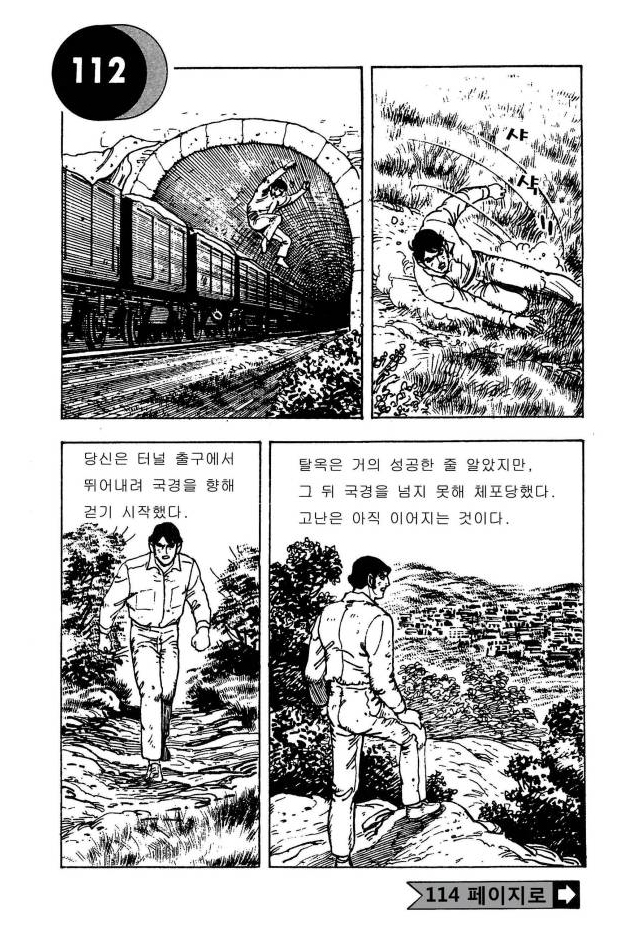 112
샤
샥
!!
당신은 터널 출구에서
뛰어내려 국경을 향해
걷기 시작했다.
탈옥은 거의 성공한 줄 알았지만,
그 뒤 국경을 넘지 못해 체포당했다.
고난은 아직 이어지는 것이다.
114 페이지로